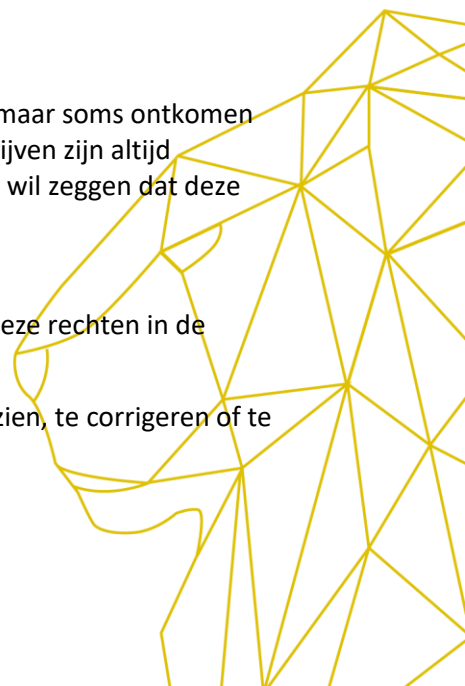 maar soms ontkomen
ijven zijn altijd
wil zeggen dat deze
eze rechten in de
zien, te corrigeren of te